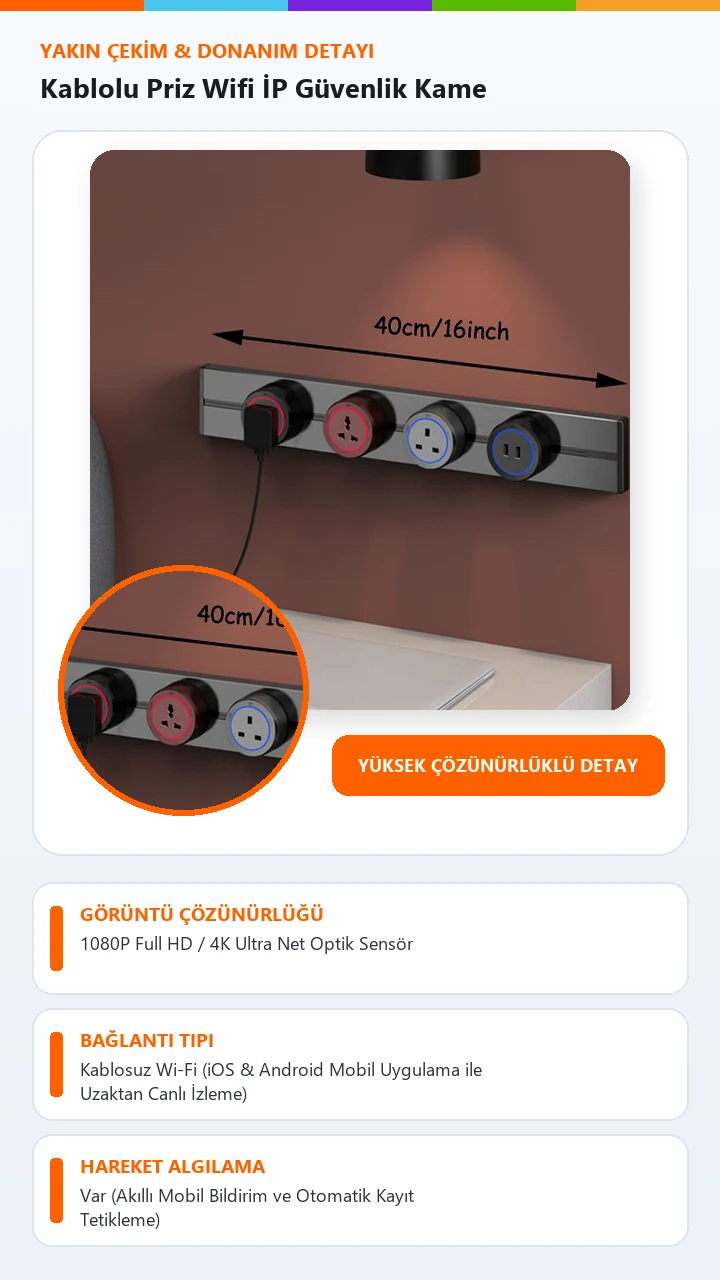 YAKIN ÇEKİM & DONANIM DETAYI
Kablolu Priz Wifi İP Güvenlik Kame
40cm/16inch
40cm/1
YÜKSEK ÇÖZÜNÜRLÜKLÜ DETAY
GÖRÜNTÜ ÇÖZÜNÜRLÜĞÜ
1080P Full HD / 4K Ultra Net Optik Sensör
BAĞLANTI TIPI
Kablosuz Wi-Fi (iOS & Android Mobil Uygulama ile
Uzaktan Canlı İzleme)
HAREKET ALGILAMA
Var (Akıllı Mobil Bildirim ve Otomatik Kayıt
Tetikleme)